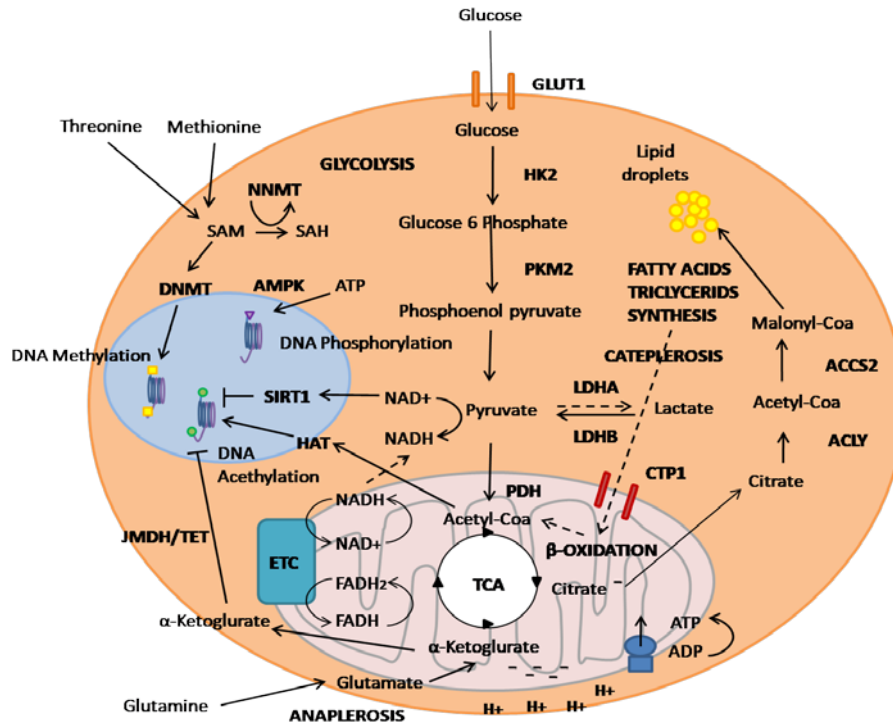 Glucose
GLUT1
Threonine
Methionine
Glucose
GLYCOLYSIS
Lipid
droplets
NNMT
HK2
SAM
SAH
Glucose 6 Phosphate
DNMT
AMPK
ATP
PKM2
FATTY ACIDS
TRICLYCERIDS
SYNTHESIS
Phosphoenol pyruvate
Malonyl-Coa
DNA Phosphorylation
DNA Methylation
CATEPLEROSIS
ACCS2
SIRT1
NAD+
LDHA
Pyruvate
Lactate
Acetyl-Coa
NADH
LDHB
HAT
ACLY
DNA
Acethylation
CTP1
Citrate
NADH
PDH
Acetyl-Coa
JMDH/TET
NAD+
β-OXIDATION
ETC
TCA
Citrate
FADH2
α-Ketoglurate
FADH
ATP
α-Ketoglurate
ADP
Glutamate
Glutamine
H+
ANAPLEROSIS
H+ H+ H+ H+